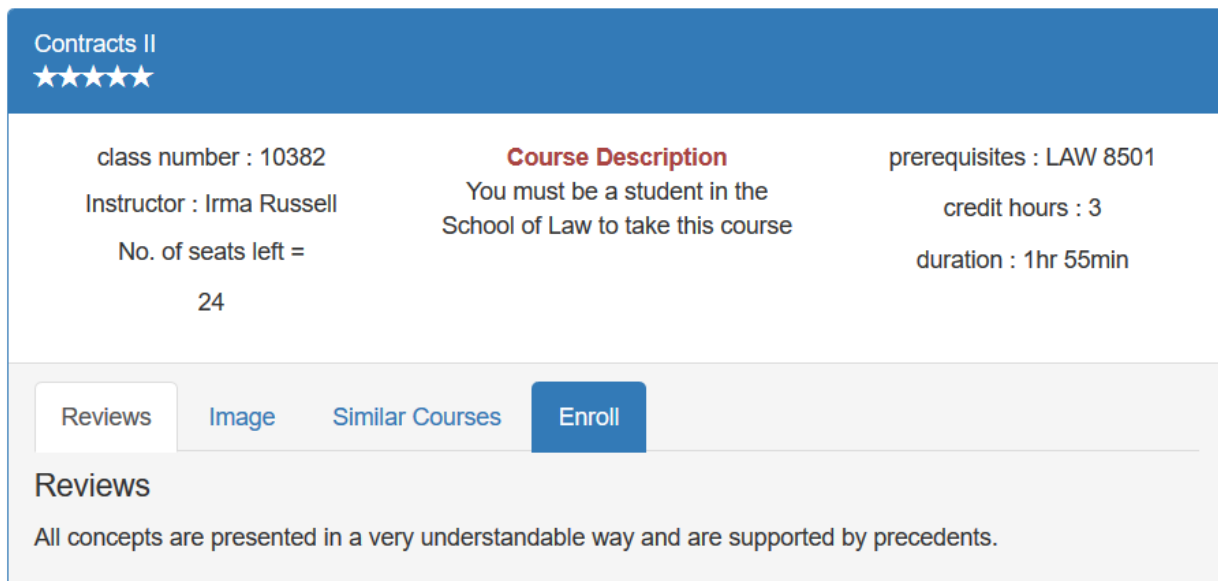 Contracts II
★★★★★
class number : 10382
Instructor : Irma Russell
No. of seats left =
24
Course Description
You must be a student in the
School of Law to take this course
prerequisites : LAW 8501
credit hours : 3
duration : 1hr 55min
Reviews Image Similar Courses Enroll
Reviews
All concepts are presented in a very understandable way and are supported by precedents.